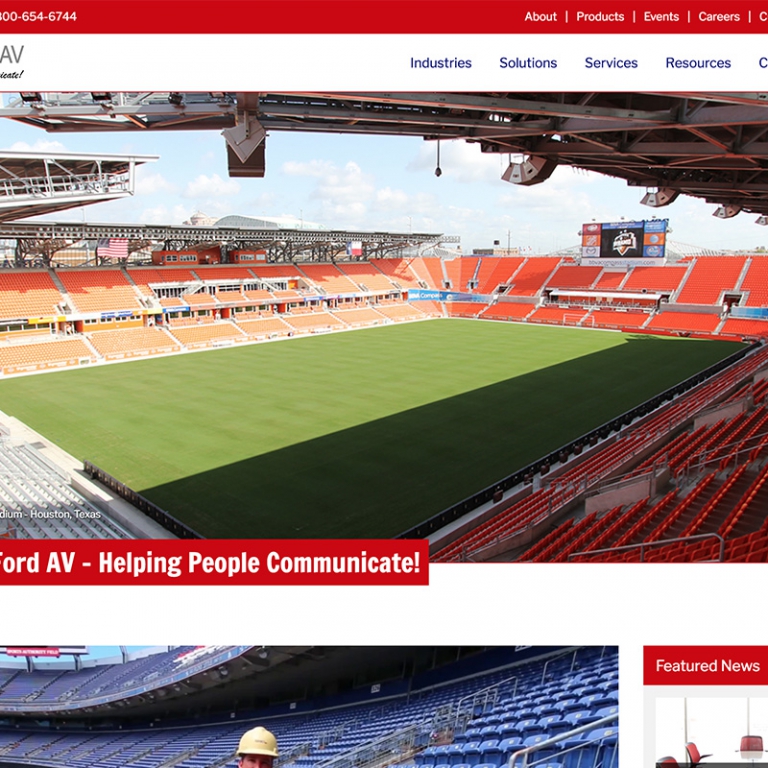 800-654-6744
About | Products | Events | Careers | C
AV
icate!
Industries Solutions Services Resources C
dium - Houston, Texas
Ford AV - Helping People Communicate!
Featured News